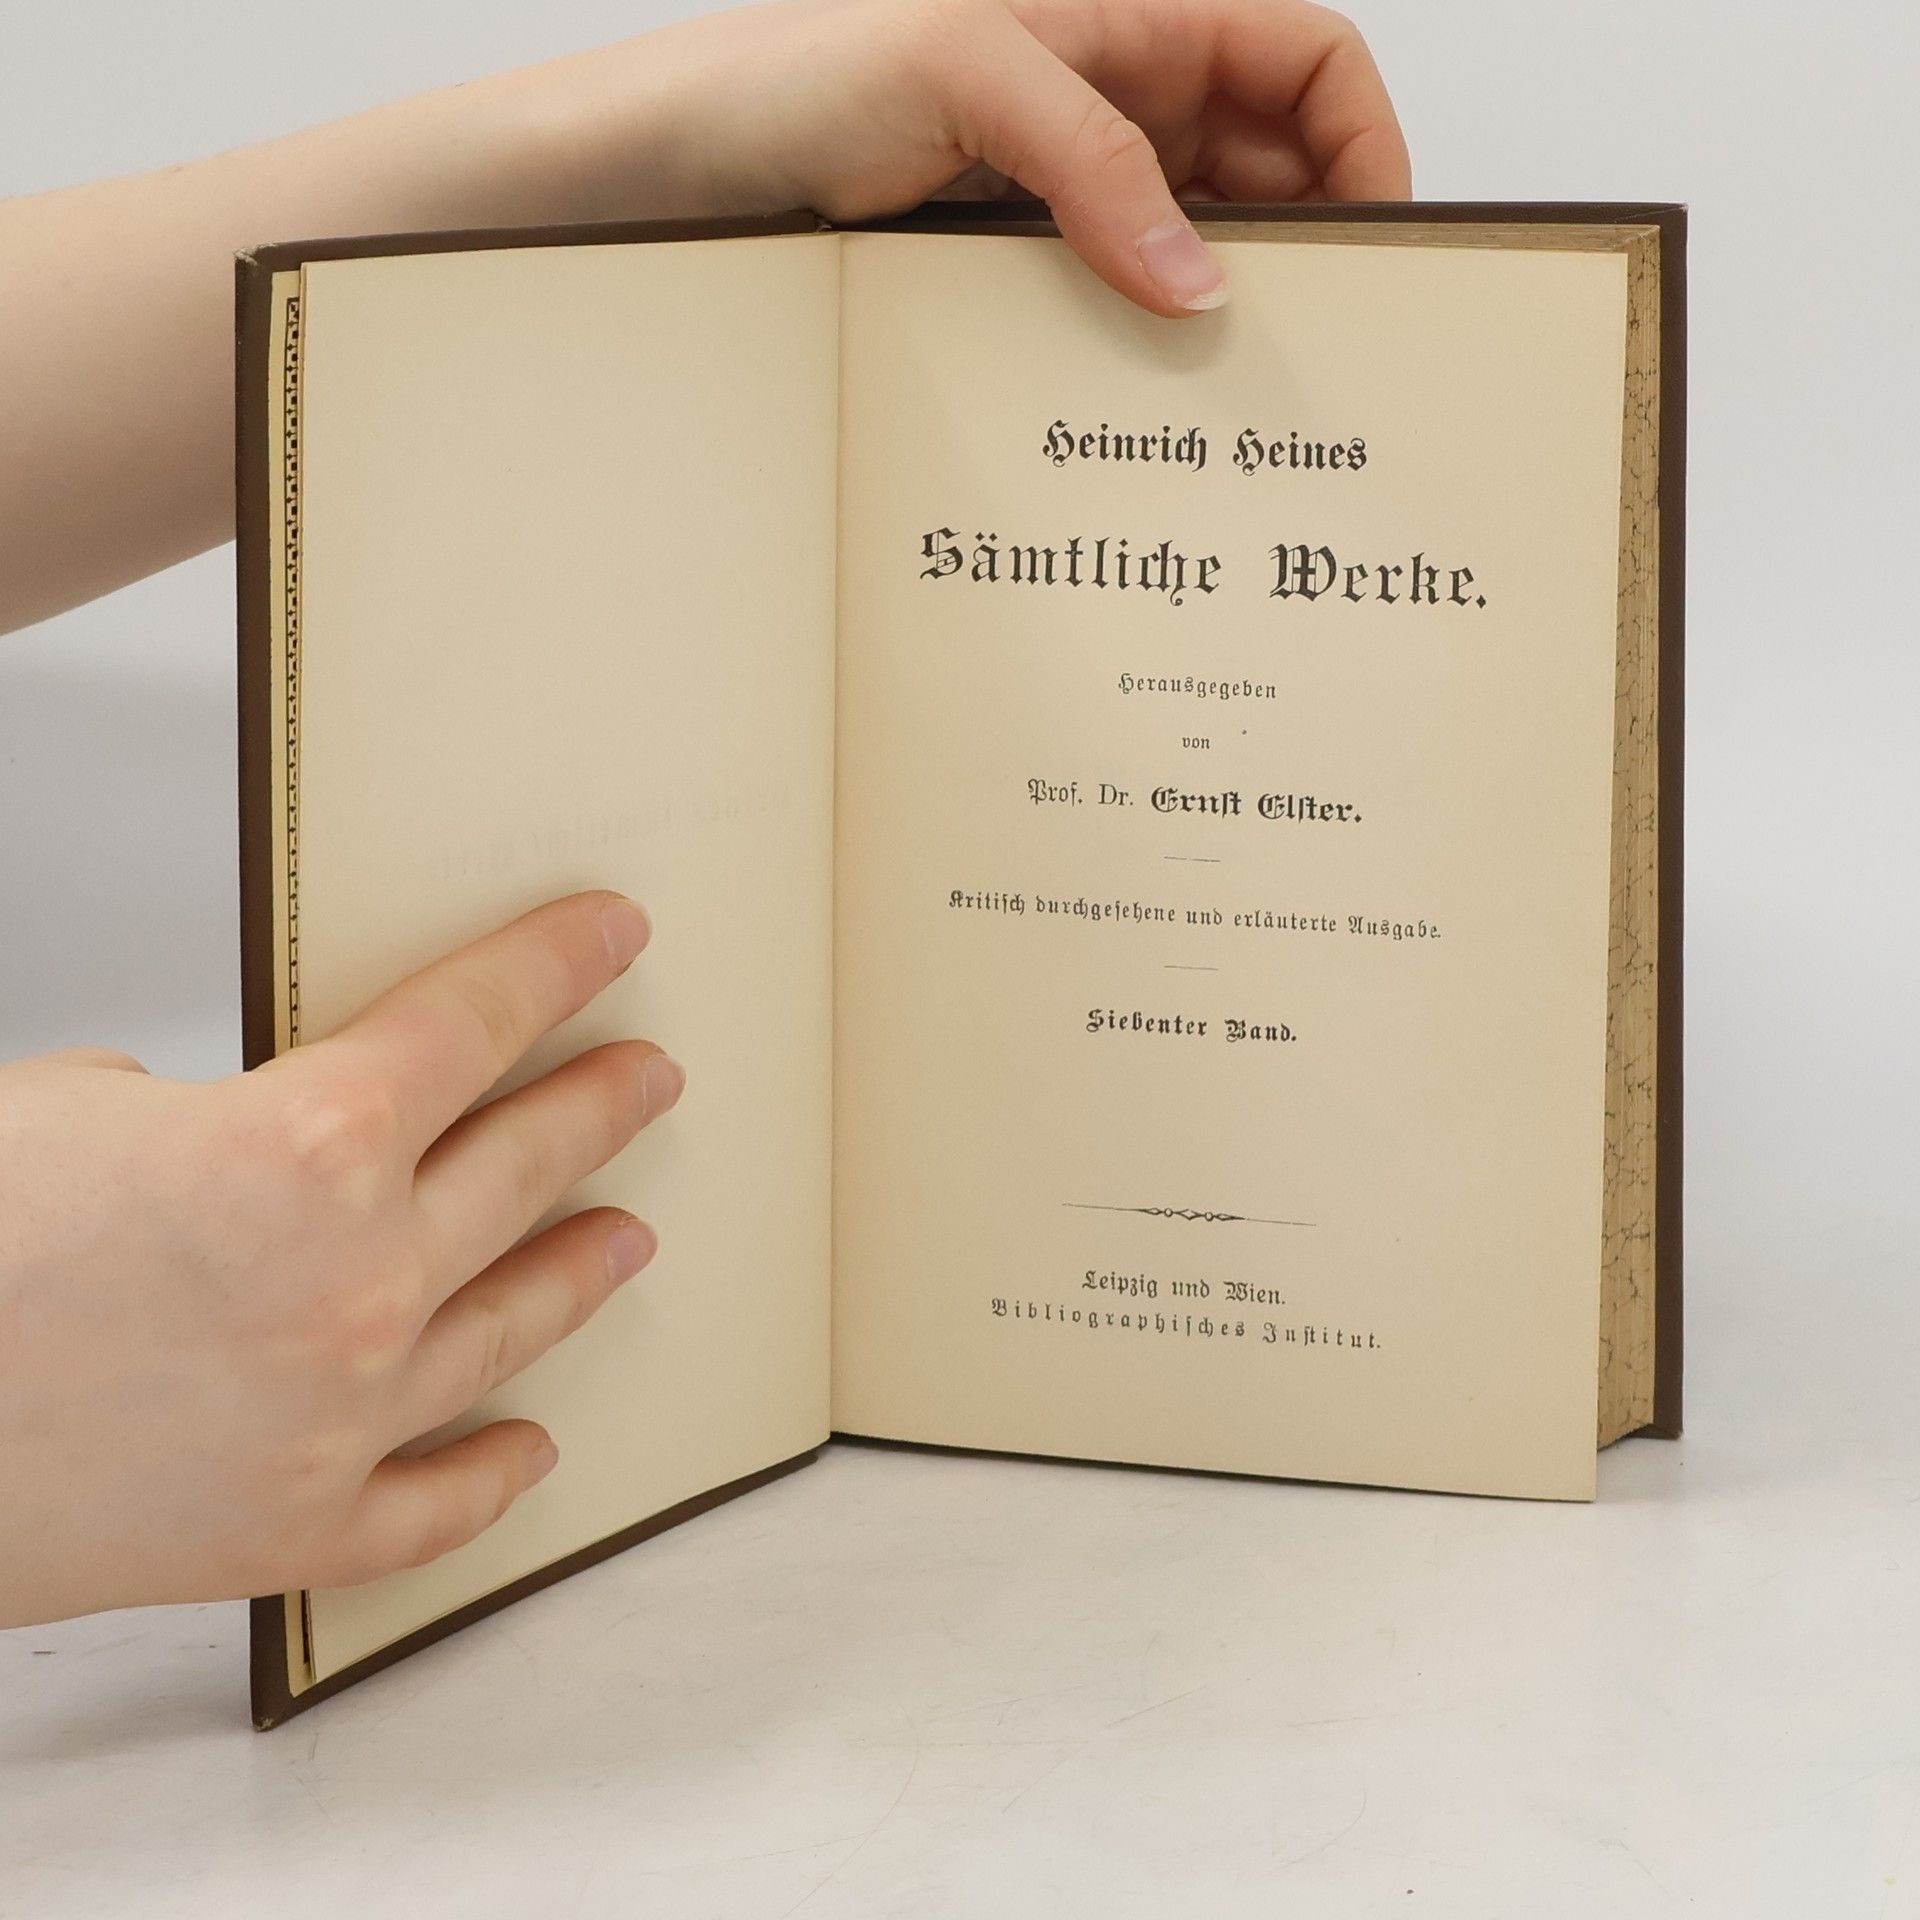 Heinrich Heines
Sämtliche Werke.
Herausgegeben
von
Prof. Dr. Ernſt Elſter.
Kritiſch durchgeſehene und erläuterte Ausgabe.
Siebenter Band.
Leipzig und Wien.
Bibliographiſches Inſtitut.